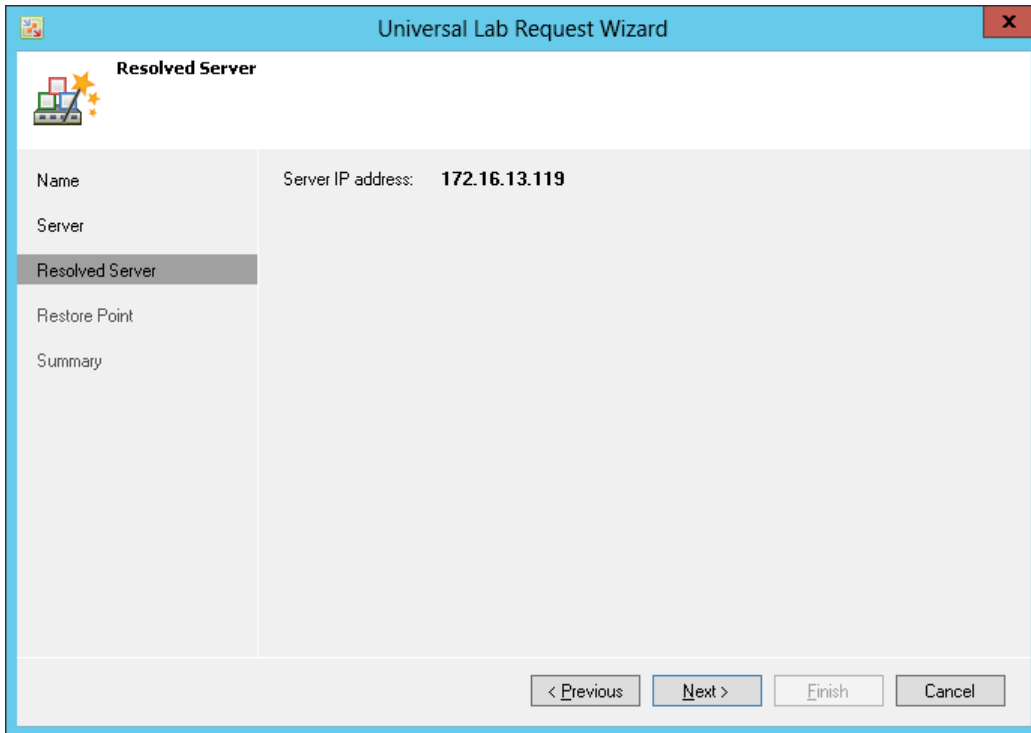 Universal Lab Request Wizard
x
Resolved Server
Name
Server IP address: 172.16.13.119
Server
Resolved Server
Restore Point
Summary
< Previous Next > Finish Cancel